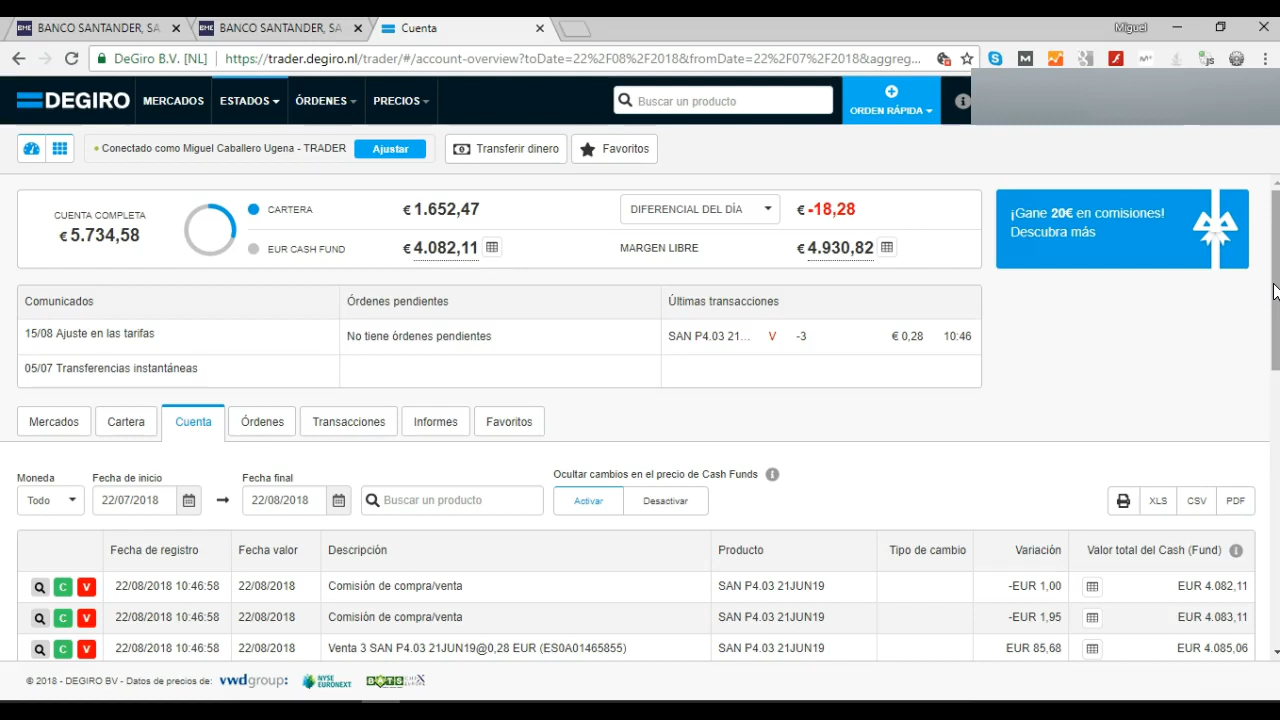 BANCO SANTANDER, SA
BANCO SANTANDER, SA
Cuenta
Miguel
DeGiro B.V. [NL]
https://trader.degiro.nl/trader/#/account-overview?toDate=22%2F08%2F2018&fromDate=22%2F07%2F2018&aggreg...
DEGIRO
MERCADOS
ESTADOS
ÓRDENES
PRECIOS
Buscar un producto
ORDEN RÁPIDA
Conectado como Miguel Caballero Ugena - TRADER
Ajustar
Transferir dinero
Favoritos
CUENTA COMPLETA
€ 5.734,58
CARTERA
€ 1.652,47
DIFERENCIAL DEL DÍA
€ -18,28
EUR CASH FUND
€ 4.082,11
MARGEN LIBRE
€ 4.930,82
¡Gane 20€ en comisiones!
Descubra más
Comunicados
Órdenes pendientes
Últimas transacciones
15/08 Ajuste en las tarifas
No tiene órdenes pendientes
SAN P4.03 21... V -3 € 0,28 10:46
05/07 Transferencias instantáneas
Mercados
Cartera
Cuenta
Órdenes
Transacciones
Informes
Favoritos
Moneda
Fecha de inicio
Fecha final
Ocultar cambios en el precio de Cash Funds
Todo
22/07/2018
22/08/2018
Buscar un producto
Activar
Desactivar
XLS
CSV
PDF
Fecha de registro Fecha valor Descripción Producto Tipo de cambio Variación Valor total del Cash (Fund)
C V 22/08/2018 10:46:58 22/08/2018 Comisión de compra/venta SAN P4.03 21JUN19 -EUR 1,00 EUR 4.082,11
C V 22/08/2018 10:46:58 22/08/2018 Comisión de compra/venta SAN P4.03 21JUN19 -EUR 1,95 EUR 4.083,11
C V 22/08/2018 10:46:58 22/08/2018 Venta 3 SAN P4.03 21JUN19@0,28 EUR (ES0A01465855) SAN P4.03 21JUN19 EUR 85,68 EUR 4.085,06
© 2018 - DEGIRO BV - Datos de precios de:
vwdgroup:
NYSE
EURONEXT
BATS